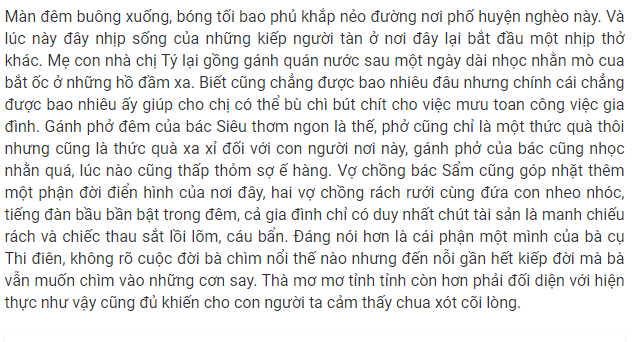 Màn đêm buông xuống, bóng tối bao phủ khắp nẻo đường nơi phố huyện nghèo này. Và
lúc này đây nhịp sống của những kiếp người tàn ở nơi đây lại bắt đầu một nhịp thở
khác. Mẹ con nhà chị Tý lại gồng gánh quán nước sau một ngày dài nhọc nhằn mò cua
bắt ốc ở những hồ đầm xa. Biết cũng chẳng được bao nhiêu đâu nhưng chính cái chẳng
được bao nhiêu ấy giúp cho chị có thể bù chì bút chít cho việc mưu toan công việc gia
đình. Gánh phở đêm của bác Siêu thơm ngon là thế, phở cũng chỉ là một thức quà thôi
nhưng cũng là thức quà xa xỉ đối với con người nơi này, gánh phở của bác cũng nhọc
nhằn quá, lúc nào cũng thấp thỏm sợ ế hàng. Vợ chồng bác Sẩm cũng góp nhặt thêm
một phận đời điển hình của nơi đây, hai vợ chồng rách rưới cùng đứa con nheo nhóc,
tiếng đàn bầu bần bật trong đêm, cả gia đình chỉ có duy nhất chút tài sản là manh chiếu
rách và chiếc thau sắt lồi lõm, cáu bẩn. Đáng nói hơn là cái phận một mình của bà cụ
Thi điên, không rõ cuộc đời bà chìm nổi thế nào nhưng đến nỗi gần hết kiếp đời mà bà
vẫn muốn chìm vào những cơn say. Thà mơ mơ tỉnh tỉnh còn hơn phải đối diện với hiện
thực như vậy cũng đủ khiến cho con người ta cảm thấy chua xót cõi lòng.